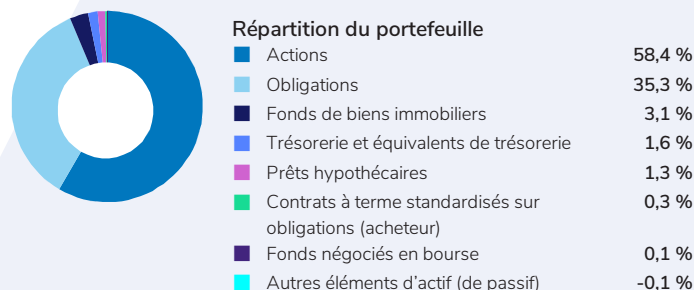 Répartition du portefeuille
Actions 58,4 %
Obligations 35,3 %
Fonds de biens immobiliers 3,1 %
Trésorerie et équivalents de trésorerie 1,6 %
Prêts hypothécaires 1,3 %
Contrats à terme standardisés sur 0,3 %
obligations (acheteur)
Fonds négociés en bourse 0,1 %
Autres éléments d'actif (de passif) -0,1 %